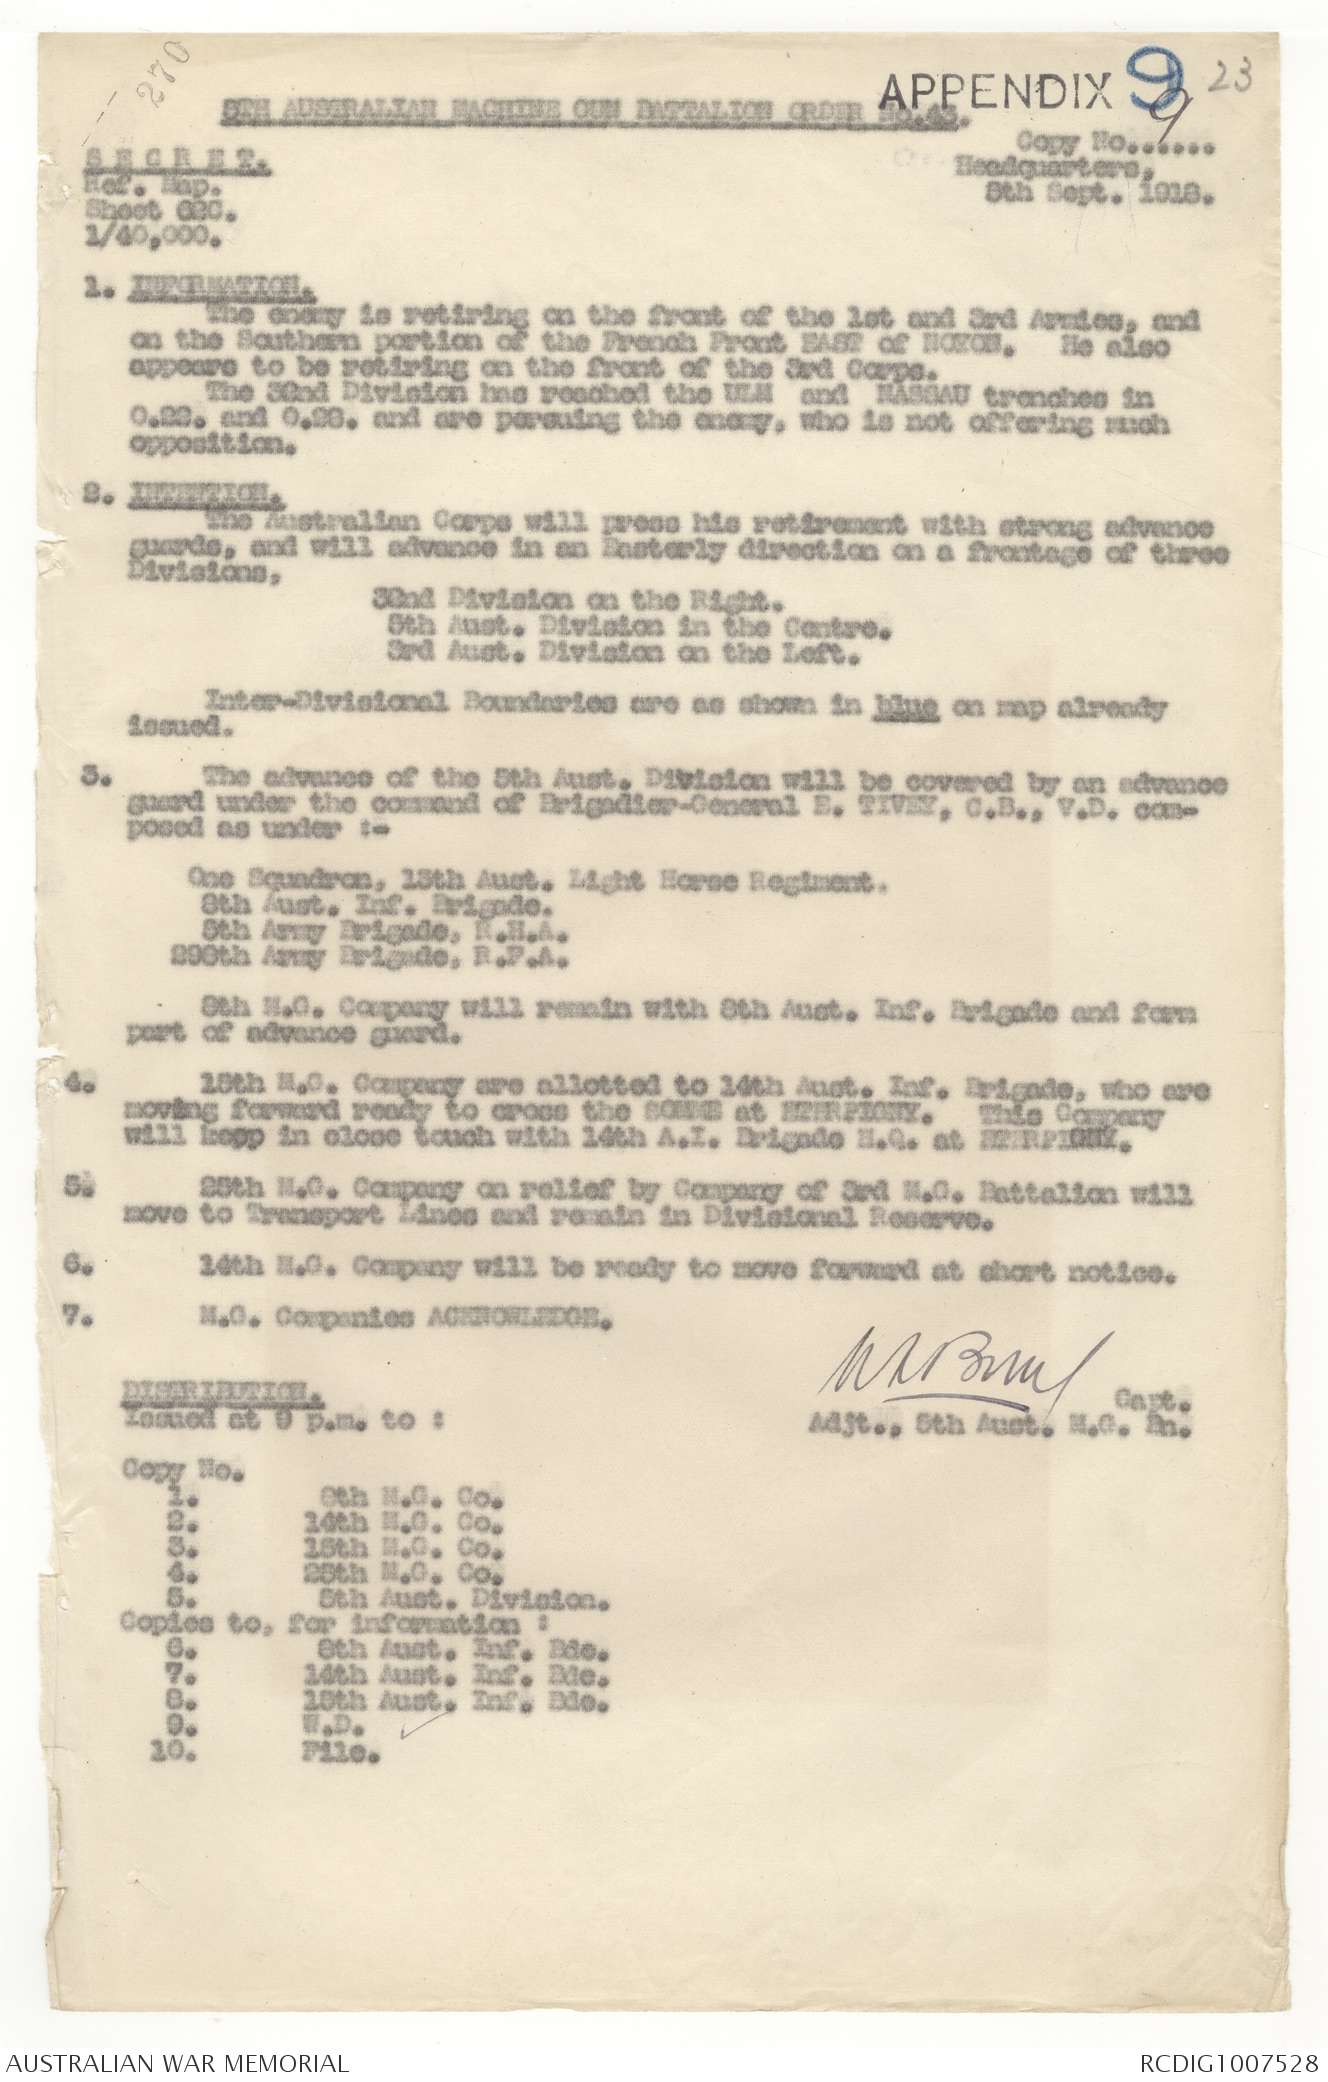 270
APPENDIX 9 23
5TH AUSTRALIAN MACHINE GUN BATTALION ORDER No.
9
Copy No......
S E C R E T.
Headquarters,
Ref. Map.
5th Sept. 1918.
Sheet 62C.
1/40,000.
1. INFORMATION.
The enemy is retiring on the front of the 1st and 3rd Armies, and
on the Southern portion of the French Front EAST of NOYON. He also
appears to be retiring on the front of the 3rd Corps.
The 32nd Division has reached the ULM and NASSAU trenches in
O.22. and O.28. and are persuing the enemy, who is not offering much
opposition.
2. INTENTION.
The Australian Corps will press his retirement with strong advance
guards, and will advance in an Easterly direction on a frontage of three
Divisions,
32nd Division on the Right.
5th Aust. Division in the Centre.
3rd Aust. Division on the Left.
Inter-Divisional Boundaries are as shown in blue on map already
issued.
3. The advance of the 5th Aust. Division will be covered by an advance
guard under the command of Brigadier-General E. TIVEY, C.B., V.D. com-
posed as under :-
One Squadron, 13th Aust. Light Horse Regiment.
8th Aust. Inf. Brigade.
5th Army Brigade, R.H.A.
298th Army Brigade, R.F.A.
8th M.G. Company will remain with 8th Aust. Inf. Brigade and form
part of advance guard.
4. 15th M.G. Company are allotted to 14th Aust. Inf. Brigade, who are
moving forward ready to cross the SOMME at ETERPIGNY. This Company
will keep in close touch with 14th A.I. Brigade H.Q. at ETERPIGNY.
5. 25th M.G. Company on relief by Company of 3rd M.G. Battalion will
move to Transport Lines and remain in Divisional Reserve.
6. 14th M.G. Company will be ready to move forward at short notice.
7. M.G. Companies ACKNOWLEDGE.
DISTRIBUTION.
Capt.
Issued at 9 p.m. to :
Adjt., 5th Aust. M.G. Bn.
Copy No.
1. 8th M.G. Co.
2. 14th M.G. Co.
3. 15th M.G. Co.
4. 25th M.G. Co.
5. 5th Aust. Division.
Copies to, for information :
6. 8th Aust. Inf. Bde.
7. 14th Aust. Inf. Bde.
8. 15th Aust. Inf. Bde.
9. W.D.
10. File.
AUSTRALIAN WAR MEMORIAL
RCDIG1007528